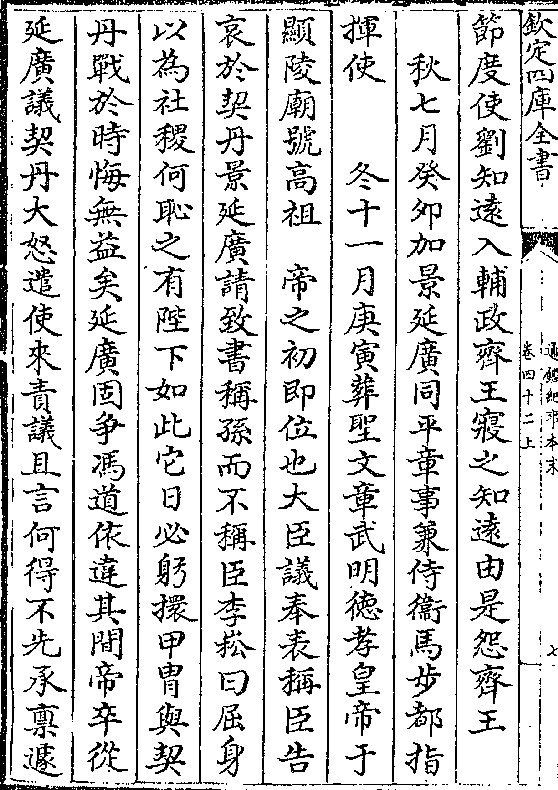 欽定四庫全書
通鑑紀事本末
卷四十二上
七
節度使劉知遠入輔政齊王寢之知遠由是怨齊王
秋七月癸卯加景延廣同平章事兼侍衛馬步都指
揮使　冬十一月庚寅葬聖文章武明徳孝皇帝于
顯陵廟號高祖　帝之初即位也大臣議奉表稱臣告
哀於契丹景延廣請致書稱孫而不稱臣李崧曰屈身
以為社稷何恥之有陛下如此它日必躬擐甲胄與契
丹戰於時悔無益矣延廣固爭馮道依違其間帝卒從
延廣議契丹大怒遣使來責讓且言何得不先承稟遽